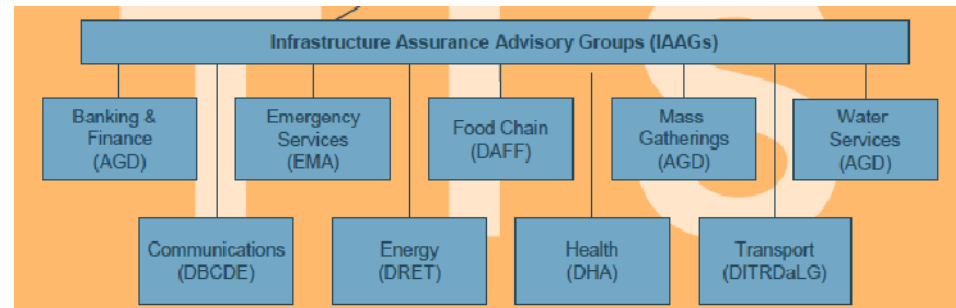 Infrastructure Assurance Advisory Groups (IAAGs)
Banking &
Finance
(AGD)
Emergency
Services
(EMA)
Food Chain
(DAFF)
Mass
Gatherings
(AGD)
Water
Services
(AGD)
Communications
(DBCDE)
Energy
(DRET)
Health
(DHA)
Transport
(DITRDaLG)